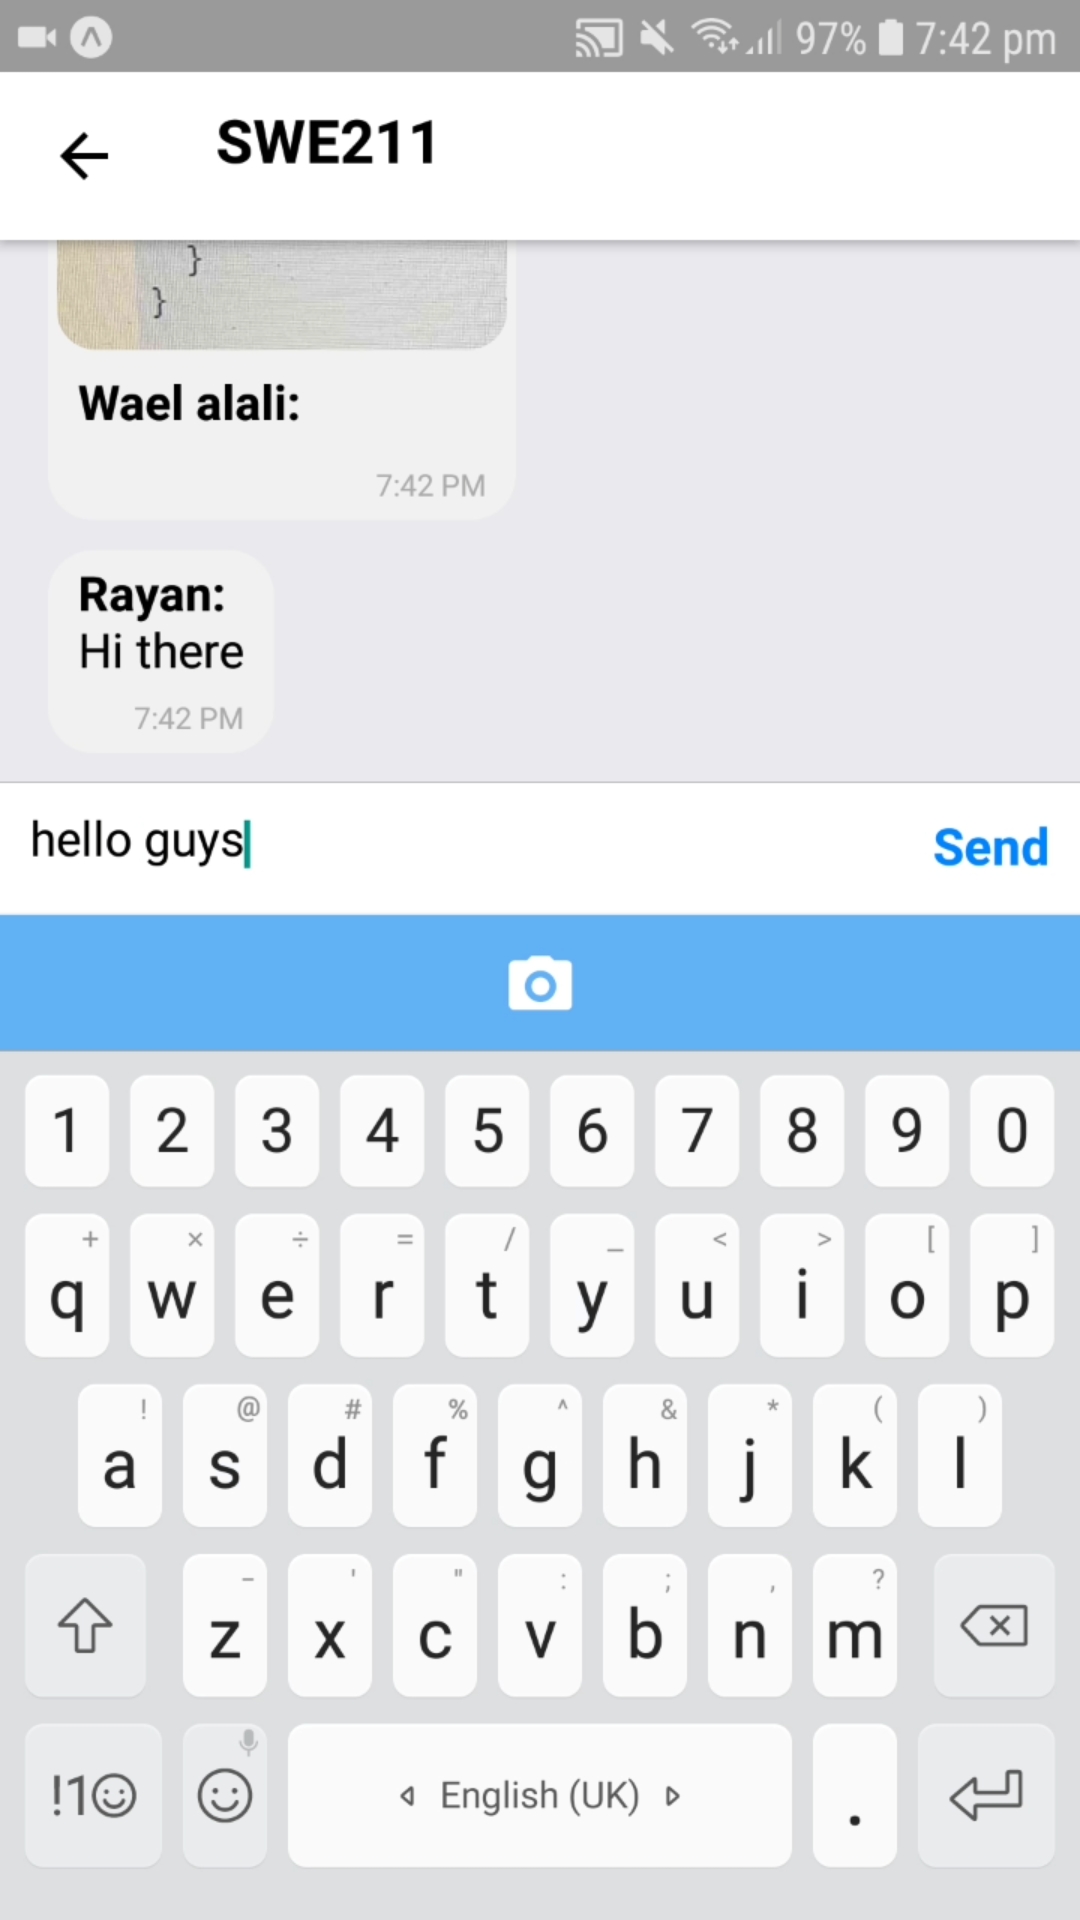 97% 7:42 pm
SWE211
}
}
Wael alali:
7:42 PM
Rayan:
Hi there
7:42 PM
hello guys
Send
1 2 3 4 5 6 7 8 9 0
+ × ÷ = / _ < > [ ]
q w e r t y u i o p
! @ # % ^ & * ( )
a s d f g h j k l
- ' " : ; , ?
z x c v b n m
!1☺ English (UK) .